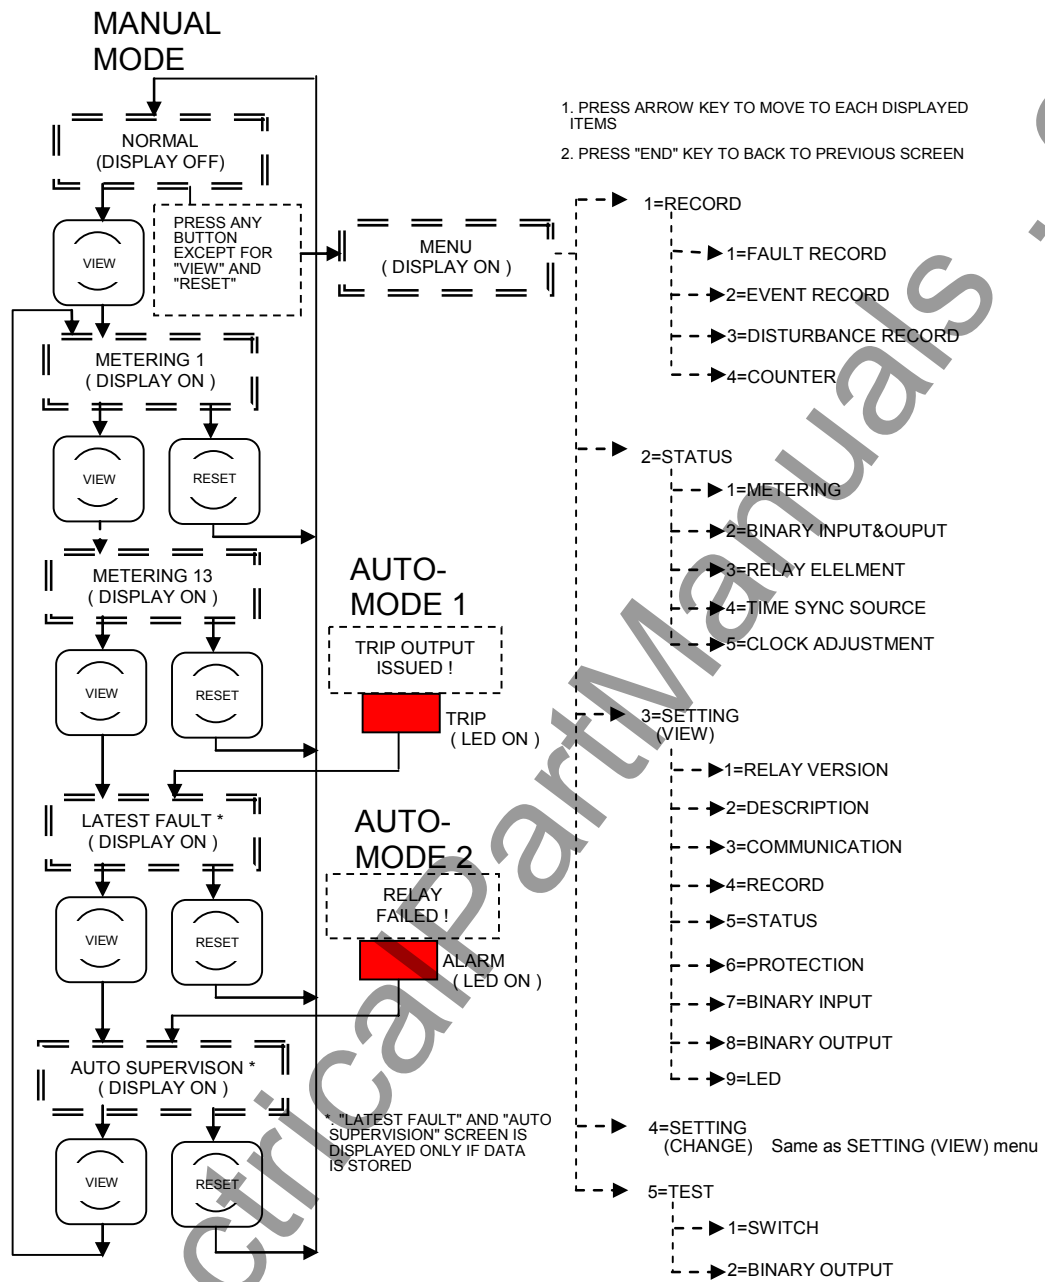 MANUAL
MODE
NORMAL
(DISPLAY OFF)
VIEW
PRESS ANY
BUTTON
EXCEPT FOR
"VIEW" AND
"RESET"
METERING 1
( DISPLAY ON )
VIEW
RESET
METERING 13
( DISPLAY ON )
VIEW
RESET
LATEST FAULT *
( DISPLAY ON )
VIEW
RESET
AUTO SUPERVISON *
( DISPLAY ON )
VIEW
RESET
AUTO-
MODE 1
TRIP OUTPUT
ISSUED !
TRIP
( LED ON )
AUTO-
MODE 2
RELAY
FAILED !
ALARM
( LED ON )
*. "LATEST FAULT" AND "AUTO
SUPERVISION" SCREEN IS
DISPLAYED ONLY IF DATA
IS STORED
MENU
( DISPLAY ON )
1. PRESS ARROW KEY TO MOVE TO EACH DISPLAYED
ITEMS
2. PRESS "END" KEY TO BACK TO PREVIOUS SCREEN
1=RECORD
1=FAULT RECORD
2=EVENT RECORD
3=DISTURBANCE RECORD
4=COUNTER
2=STATUS
1=METERING
2=BINARY INPUT&OUPUT
3=RELAY ELELMENT
4=TIME SYNC SOURCE
5=CLOCK ADJUSTMENT
3=SETTING
(VIEW)
1=RELAY VERSION
2=DESCRIPTION
3=COMMUNICATION
4=RECORD
5=STATUS
6=PROTECTION
7=BINARY INPUT
8=BINARY OUTPUT
9=LED
4=SETTING
(CHANGE) Same as SETTING (VIEW) menu
5=TEST
1=SWITCH
2=BINARY OUTPUT
ctricalPartManuals .